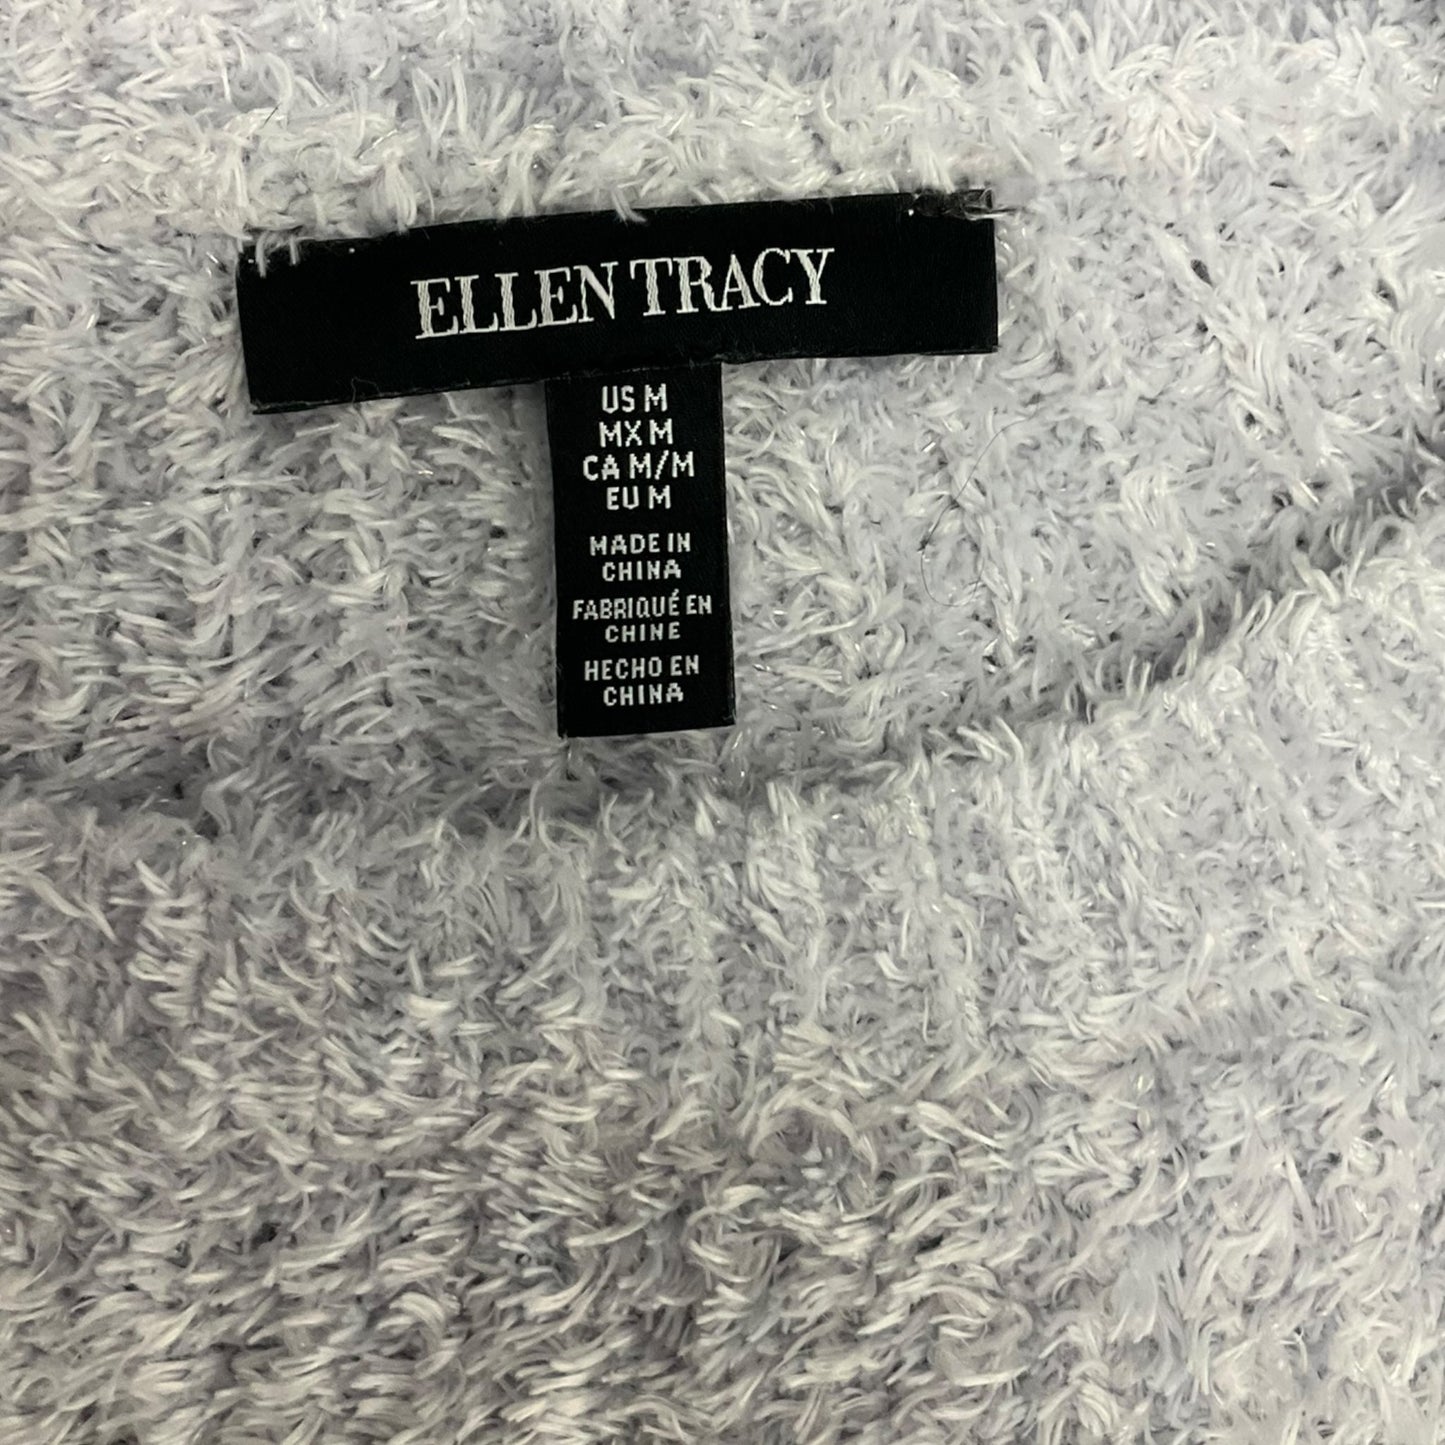 ELLEN TRACY
US M
MX M
CA M/M
EU M
MADE IN
CHINA
FABRIQUÉ EN
CHINE
HECHO EN
CHINA